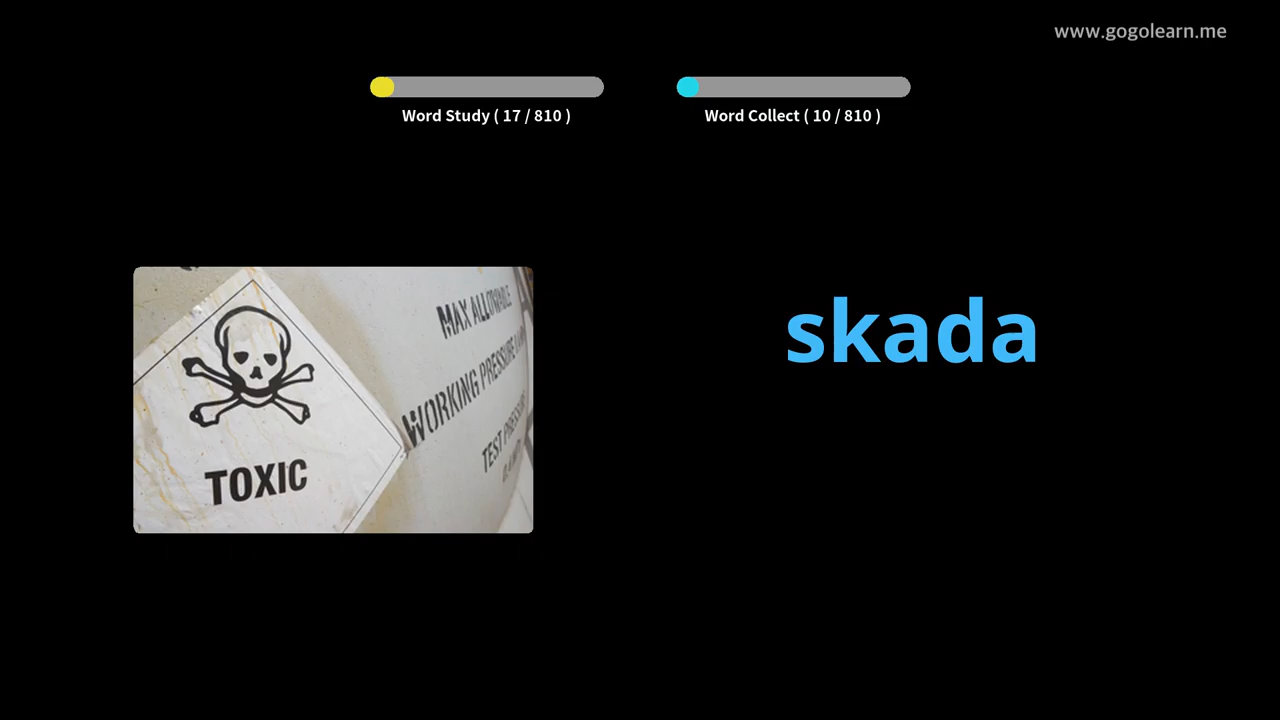 www.gogolearn.me
Word Study ( 17 / 810 )
Word Collect ( 10 / 810 )
skada
MAX ALLOWABLE
WORKING PRESSURE
TEST PRESSURE
TOXIC